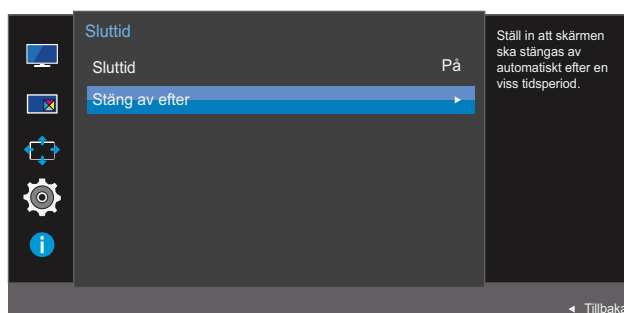 Sluttid
Sluttid På
Stäng av efter
Ställ in att skärmen
ska stängas av
automatiskt efter en
viss tidsperiod.
Tillbaka